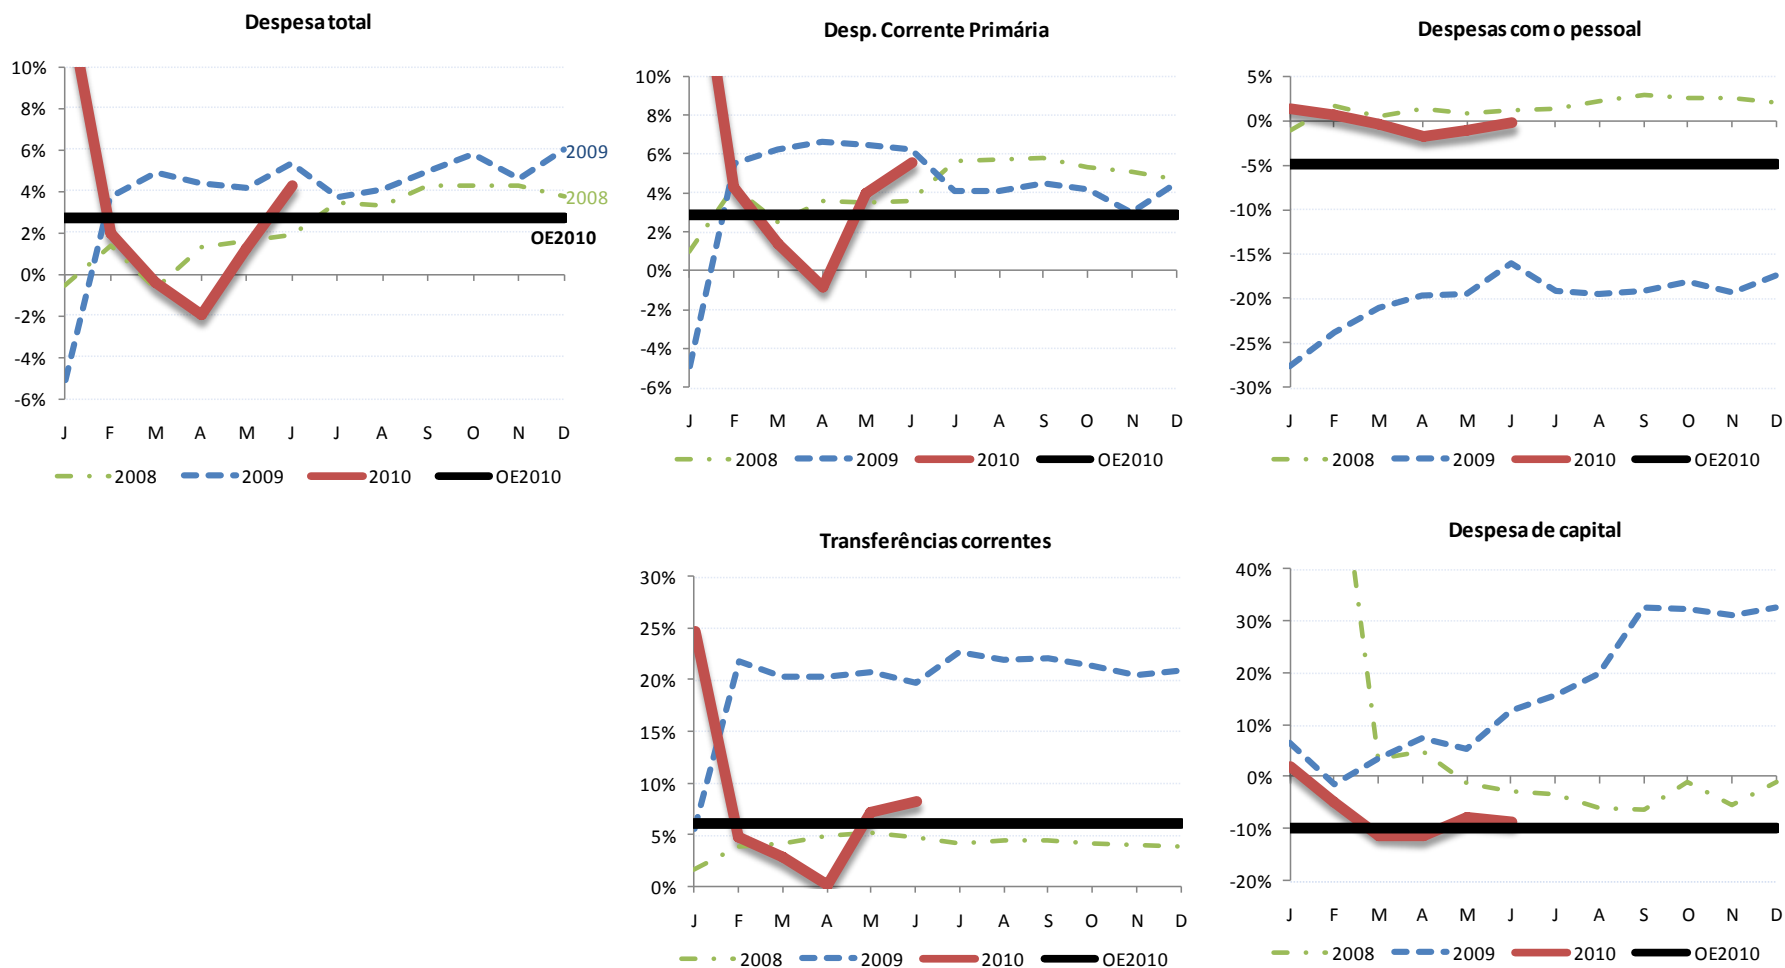 Despesa total
10%
8%
6%
4%
2%
0%
-2%
-4%
-6%
2009
2008
OE2010
J F M A M J J A S O N D
2008 2009 2010 OE2010
Desp. Corrente Primária
10%
8%
6%
4%
2%
0%
-2%
-4%
-6%
J F M A M J J A S O N D
2008 2009 2010 OE2010
Despesas com o pessoal
5%
0%
-5%
-10%
-15%
-20%
-25%
-30%
J F M A M J J A S O N D
2008 2009 2010 OE2010
Transferências correntes
30%
25%
20%
15%
10%
5%
0%
J F M A M J J A S O N D
2008 2009 2010 OE2010
Despesa de capital
40%
30%
20%
10%
0%
-10%
-20%
J F M A M J J A S O N D
2008 2009 2010 OE2010